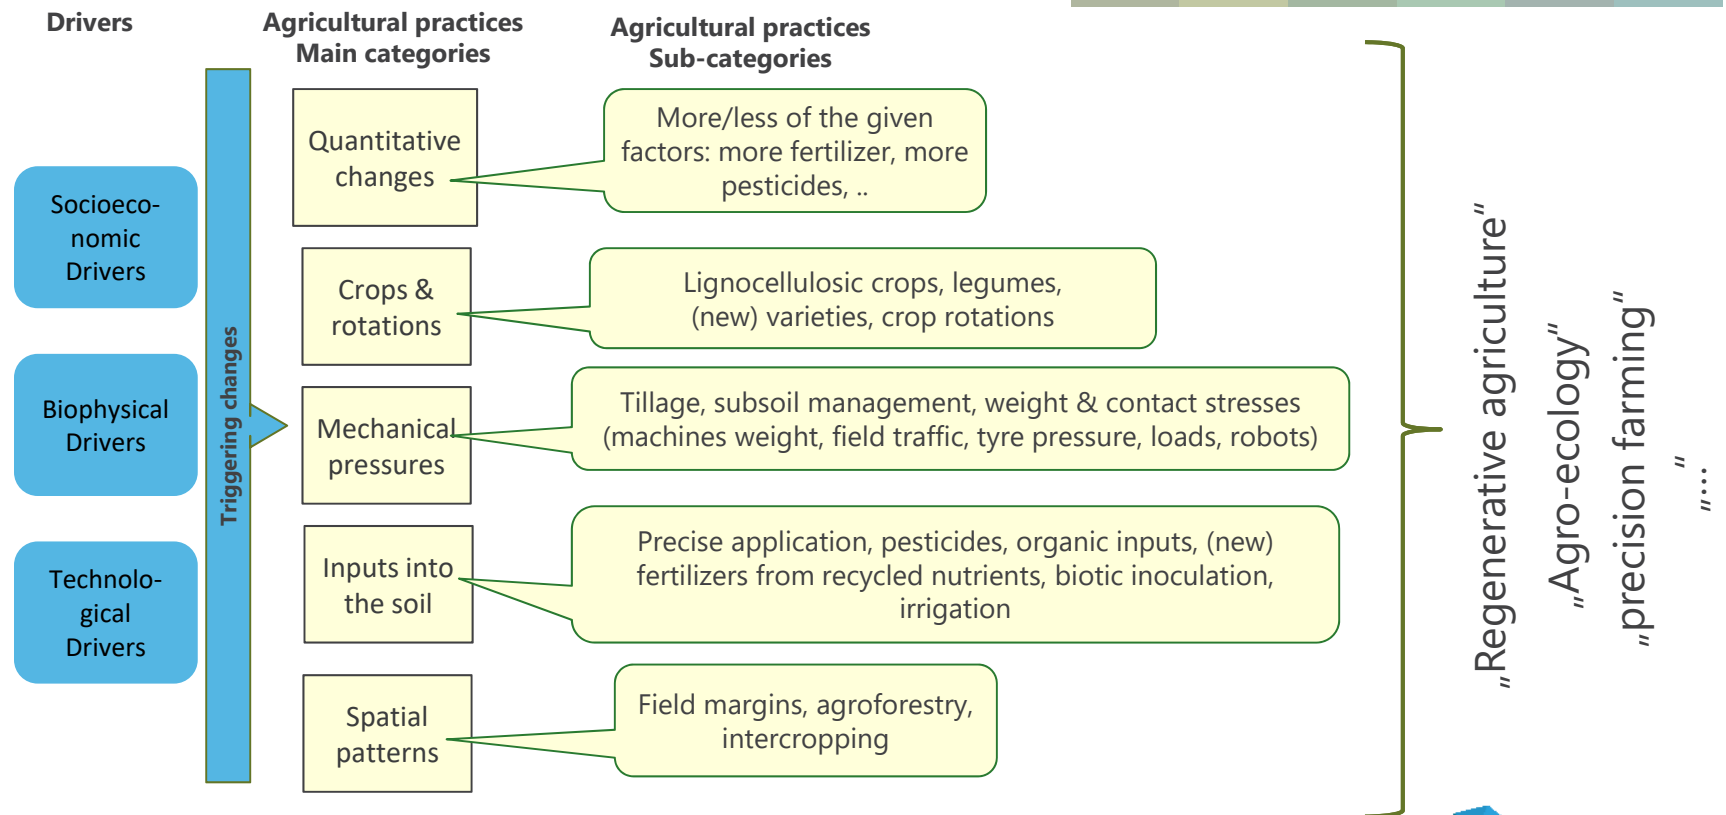 Drivers
Agricultural practices
Main categories
Agricultural practices
Sub-categories
Socioeco-
nomic
Drivers
Biophysical
Drivers
Technolo-
gical
Drivers
Triggering changes
Quantitative
changes
More/less of the given
factors: more fertilizer, more
pesticides, ..
Crops &
rotations
Lignocellulosic crops, legumes,
(new) varieties, crop rotations
Mechanical
pressures
Tillage, subsoil management, weight & contact stresses
(machines weight, field traffic, tyre pressure, loads, robots)
Inputs into
the soil
Precise application, pesticides, organic inputs, (new)
fertilizers from recycled nutrients, biotic inoculation,
irrigation
Spatial
patterns
Field margins, agroforestry,
intercropping
„Regenerative agriculture“
„Agro-ecology“
„precision farming“
„…“